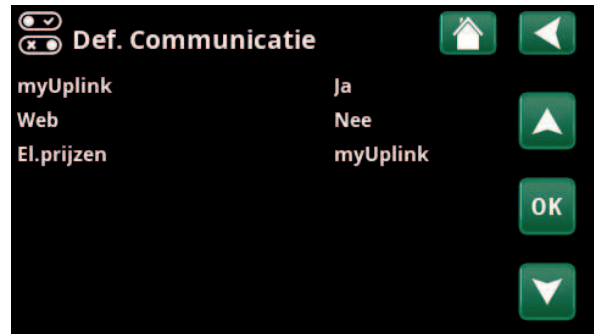 Def. Communicatie
myUplink Ja
Web Nee
El.prijzen myUplink
OK